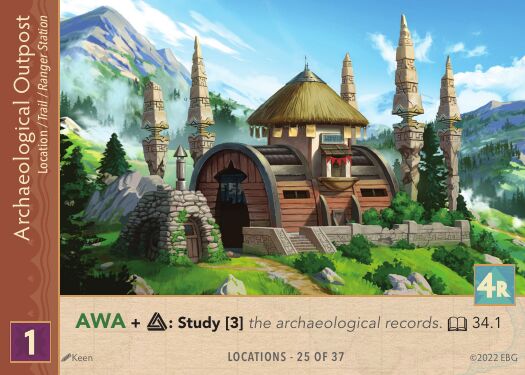 Archaeological Outpost
Location / Trail / Ranger Station
4R
AWA + : Study [3] the archaeological records. 34.1
1
Keen
LOCATIONS - 25 OF 37
©2022 EBG